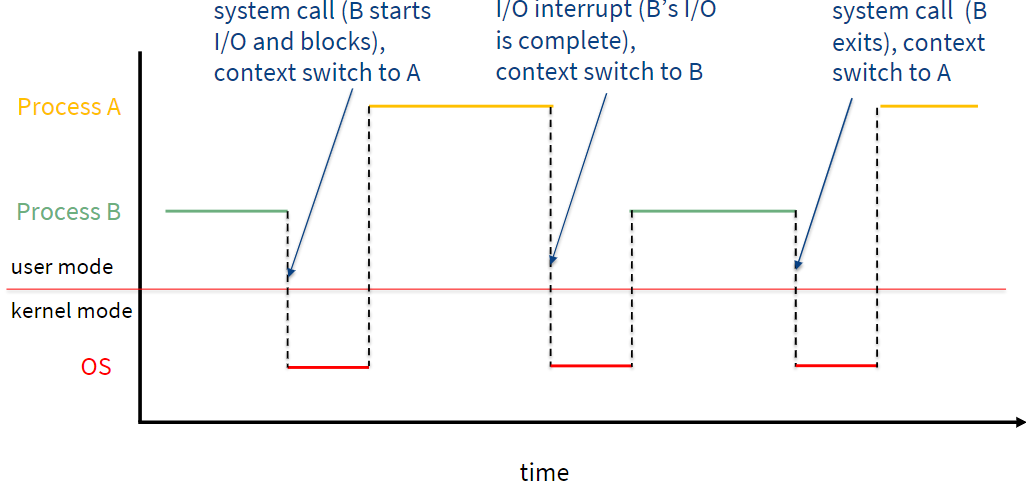 system call (B starts
I/O and blocks),
context switch to A
I/O interrupt (B’s I/O
is complete),
context switch to B
system call (B
exits), context
switch to A
Process A
Process B
user mode
kernel mode
OS
time